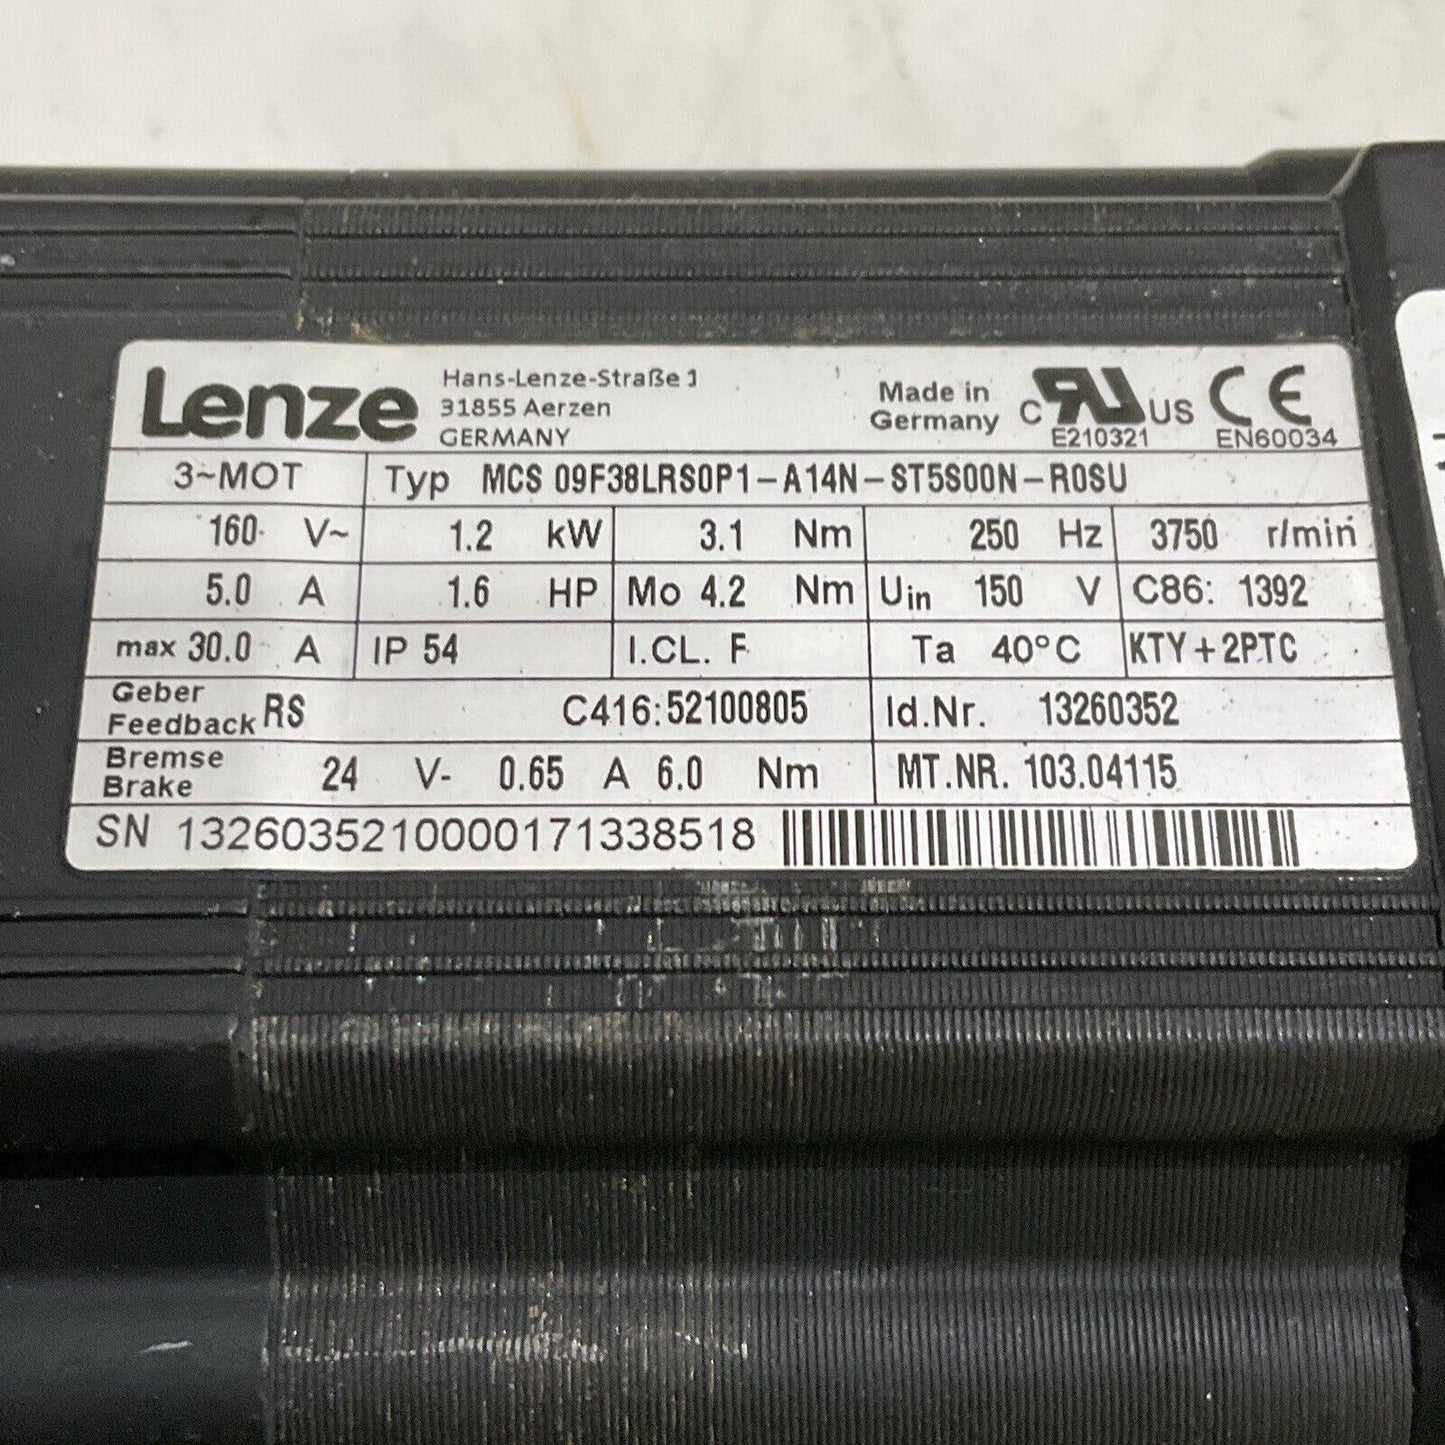 Lenze
Hans-Lenze-Straße 1
31855 Aerzen
GERMANY
Made in
Germany
C US
E210321
CE
EN60034
3~MOT Typ MCS 09F38LRS0P1-A14N-ST5S00N-R0SU
160 V~ 1.2 kW 3.1 Nm 250 Hz 3750 r/min
5.0 A 1.6 HP Mo 4.2 Nm Uin 150 V C86: 1392
max 30.0 A IP 54 I.CL. F Ta 40°C KTY+2PTC
Geber
Feedback RS C416:52100805 Id.Nr. 13260352
Bremse
Brake 24 V- 0.65 A 6.0 Nm MT.NR. 103.04115
SN 1326035210000171338518